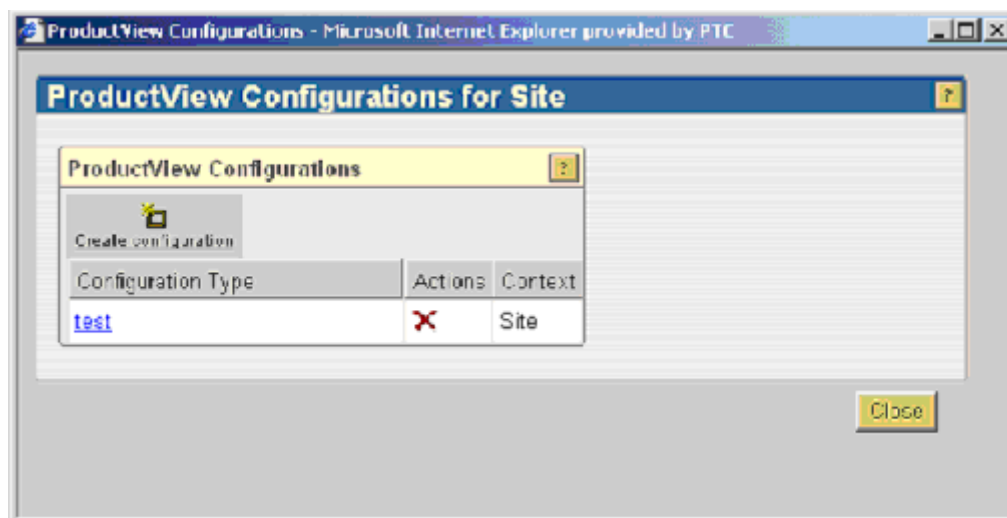 ProductView Configurations - Microsoft Internet Explorer provided by PTC
ProductView Configurations for Site
?
ProductView Configurations
?
Create configuration
Configuration Type Actions Context
test Site
Close